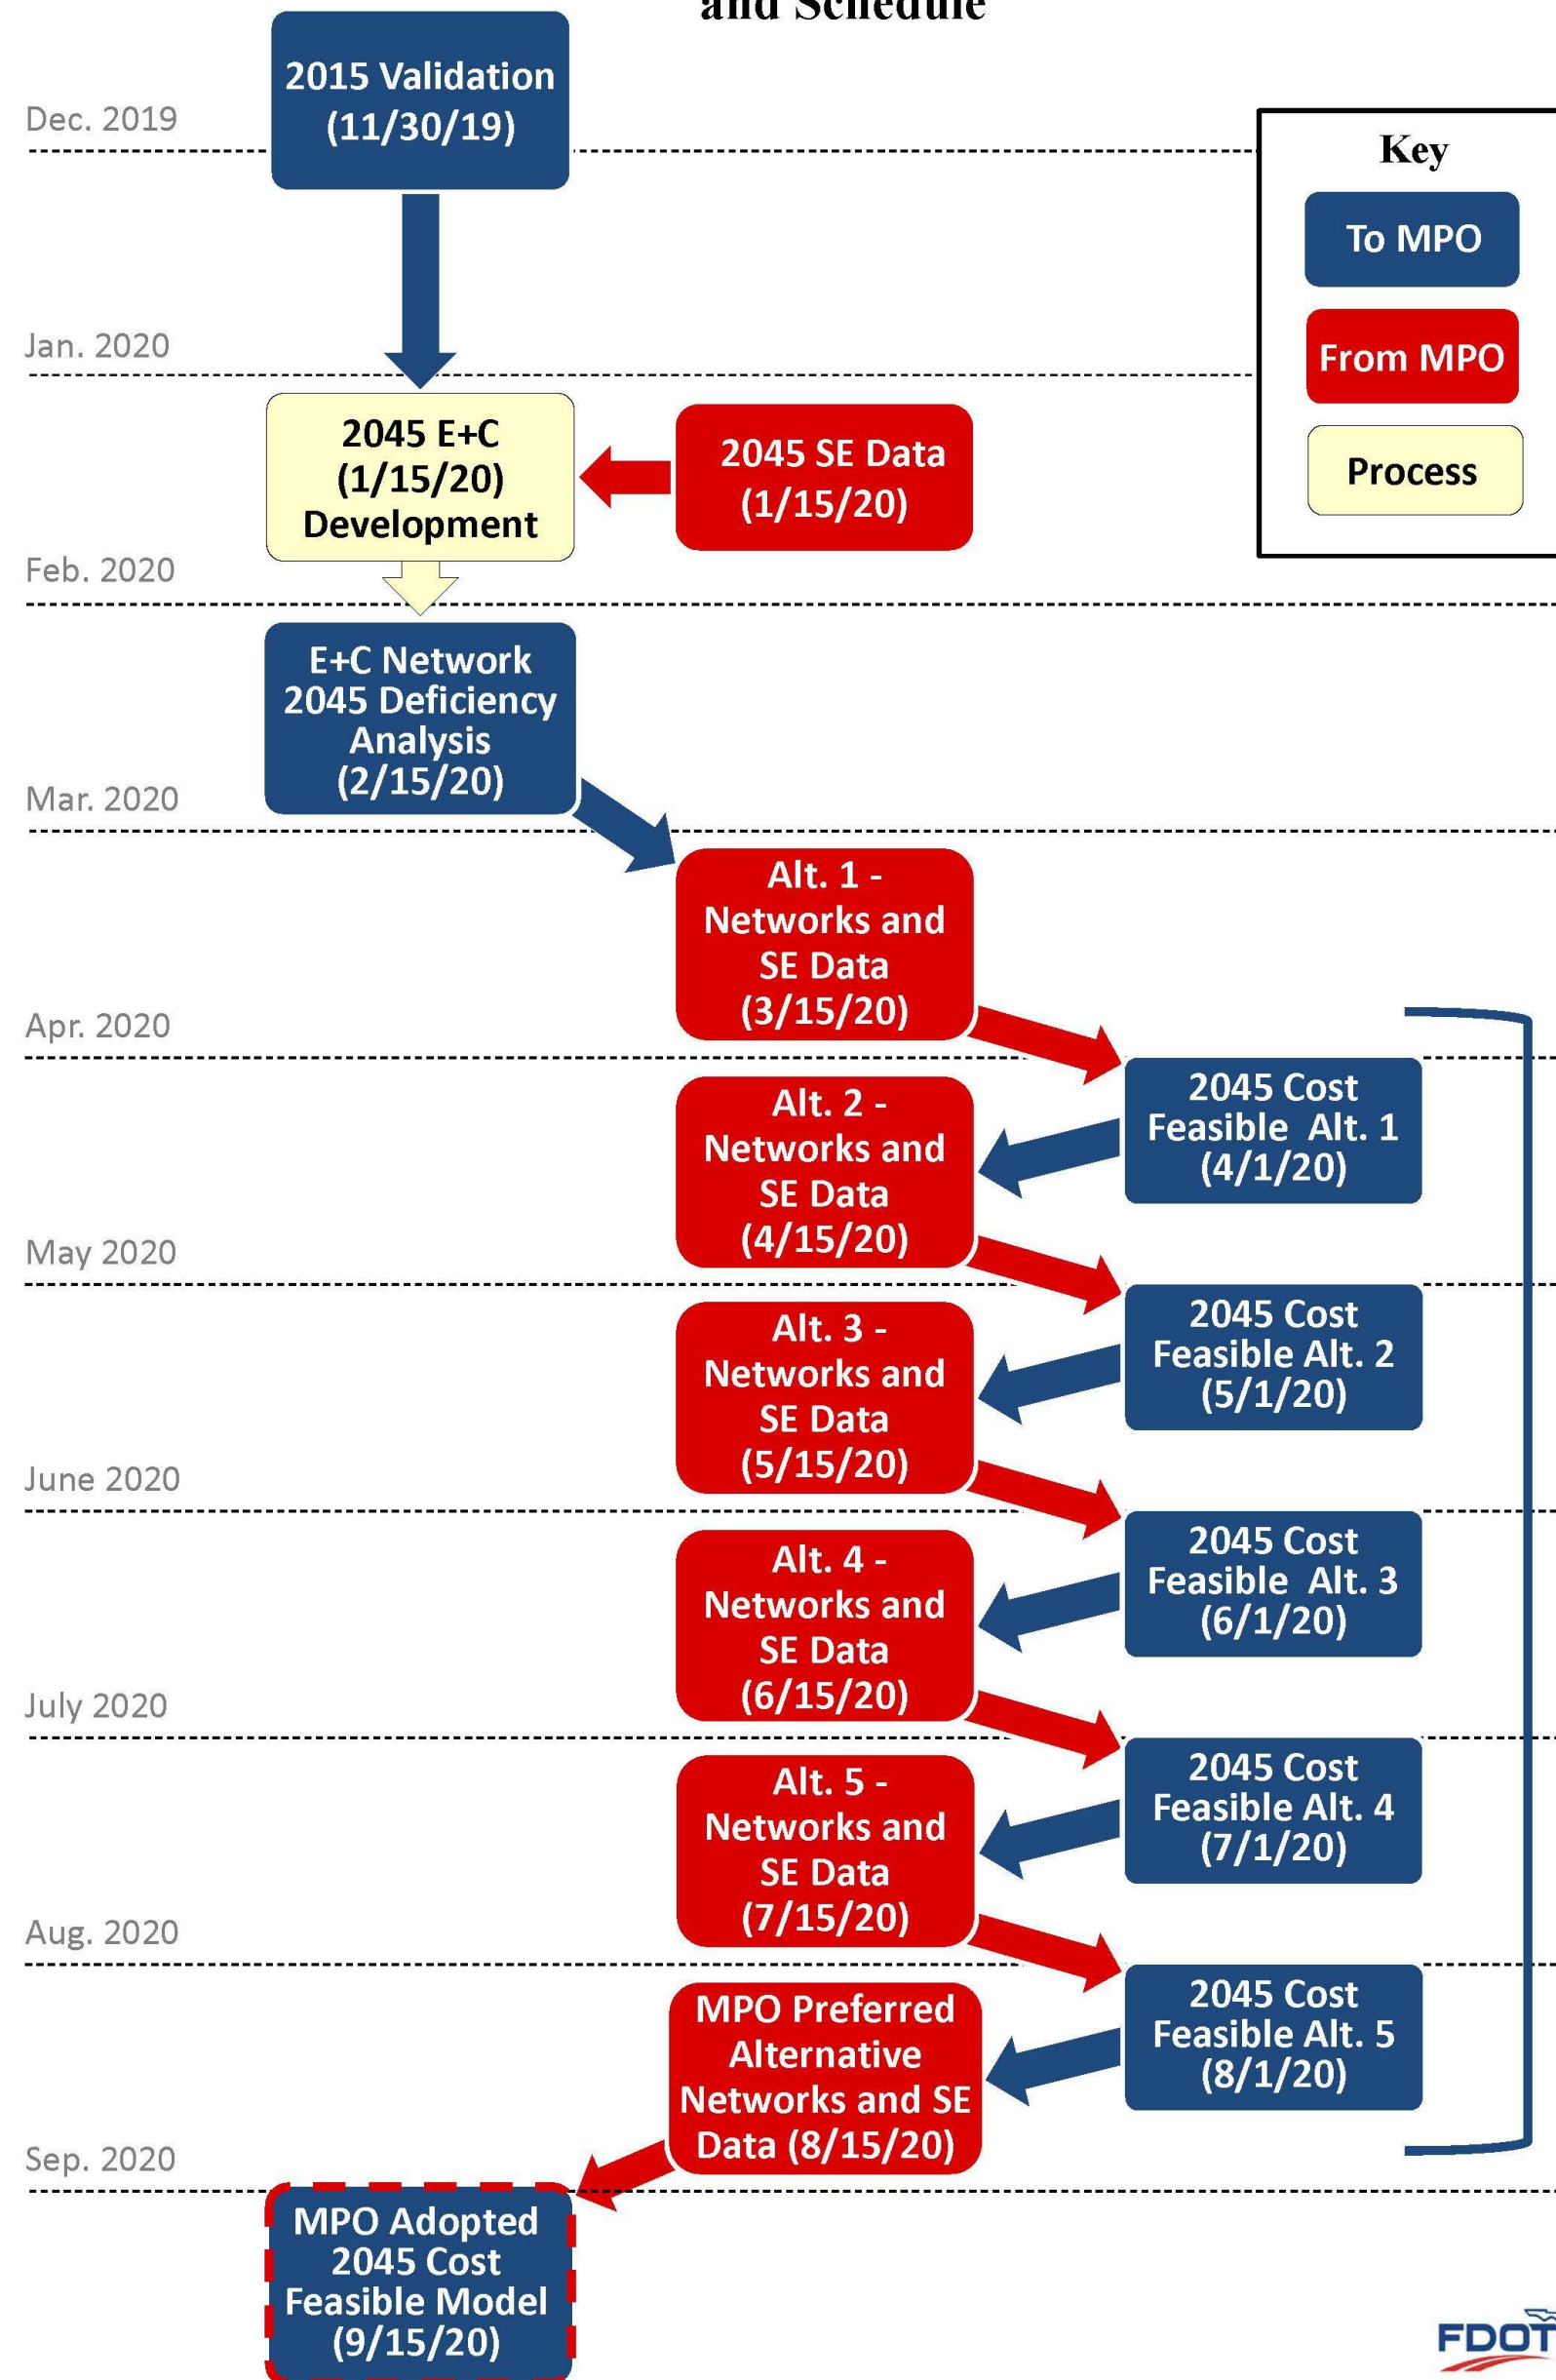 and Schedule
2015 Validation
(11/30/19)
Dec. 2019
Key
To MPO
From MPO
Process
Jan. 2020
2045 E+C
(1/15/20)
Development
2045 SE Data
(1/15/20)
Feb. 2020
E+C Network
2045 Deficiency
Analysis
(2/15/20)
Mar. 2020
Alt. 1 -
Networks and
SE Data
(3/15/20)
Apr. 2020
2045 Cost
Feasible  Alt. 1
(4/1/20)
Alt. 2 -
Networks and
SE Data
(4/15/20)
May 2020
2045 Cost
Feasible Alt. 2
(5/1/20)
Alt. 3 -
Networks and
SE Data
(5/15/20)
June 2020
2045 Cost
Feasible  Alt. 3
(6/1/20)
Alt. 4 -
Networks and
SE Data
(6/15/20)
July 2020
2045 Cost
Feasible Alt. 4
(7/1/20)
Alt. 5 -
Networks and
SE Data
(7/15/20)
Aug. 2020
2045 Cost
Feasible Alt. 5
(8/1/20)
MPO Preferred
Alternative
Networks and SE
Data (8/15/20)
Sep. 2020
MPO Adopted
2045 Cost
Feasible Model
(9/15/20)
FDOT